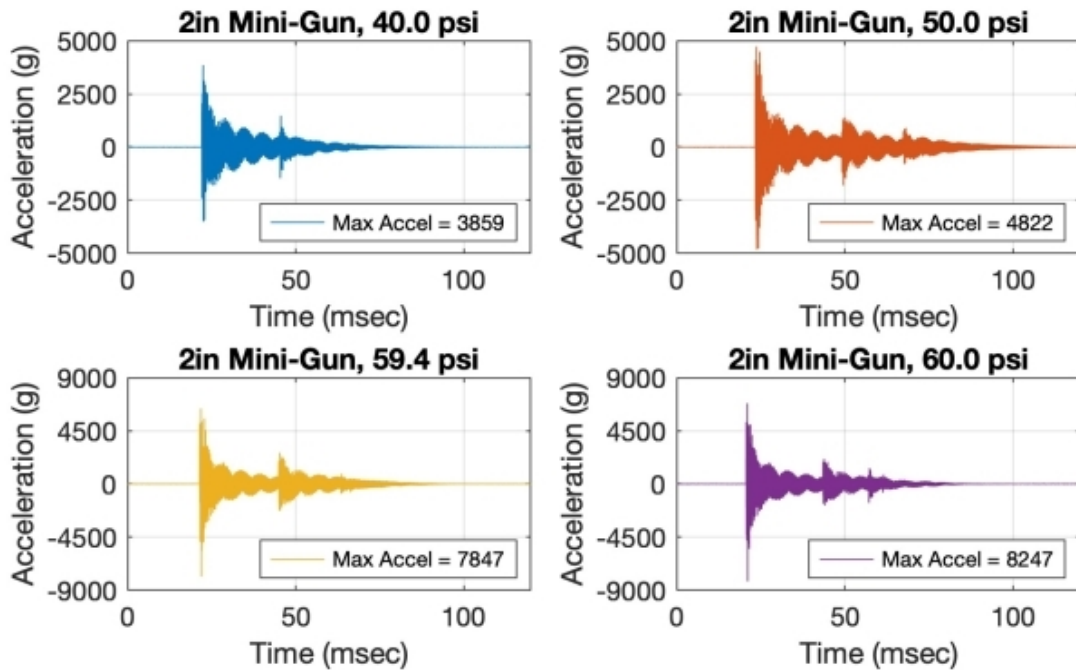 2in Mini-Gun, 40.0 psi
5000
2500
0
-2500
-5000
Acceleration (g)
Max Accel = 3859
0 50 100
Time (msec)
2in Mini-Gun, 50.0 psi
5000
2500
0
-2500
-5000
Acceleration (g)
Max Accel = 4822
0 50 100
Time (msec)
2in Mini-Gun, 59.4 psi
9000
4500
0
-4500
-9000
Acceleration (g)
Max Accel = 7847
0 50 100
Time (msec)
2in Mini-Gun, 60.0 psi
9000
4500
0
-4500
-9000
Acceleration (g)
Max Accel = 8247
0 50 100
Time (msec)